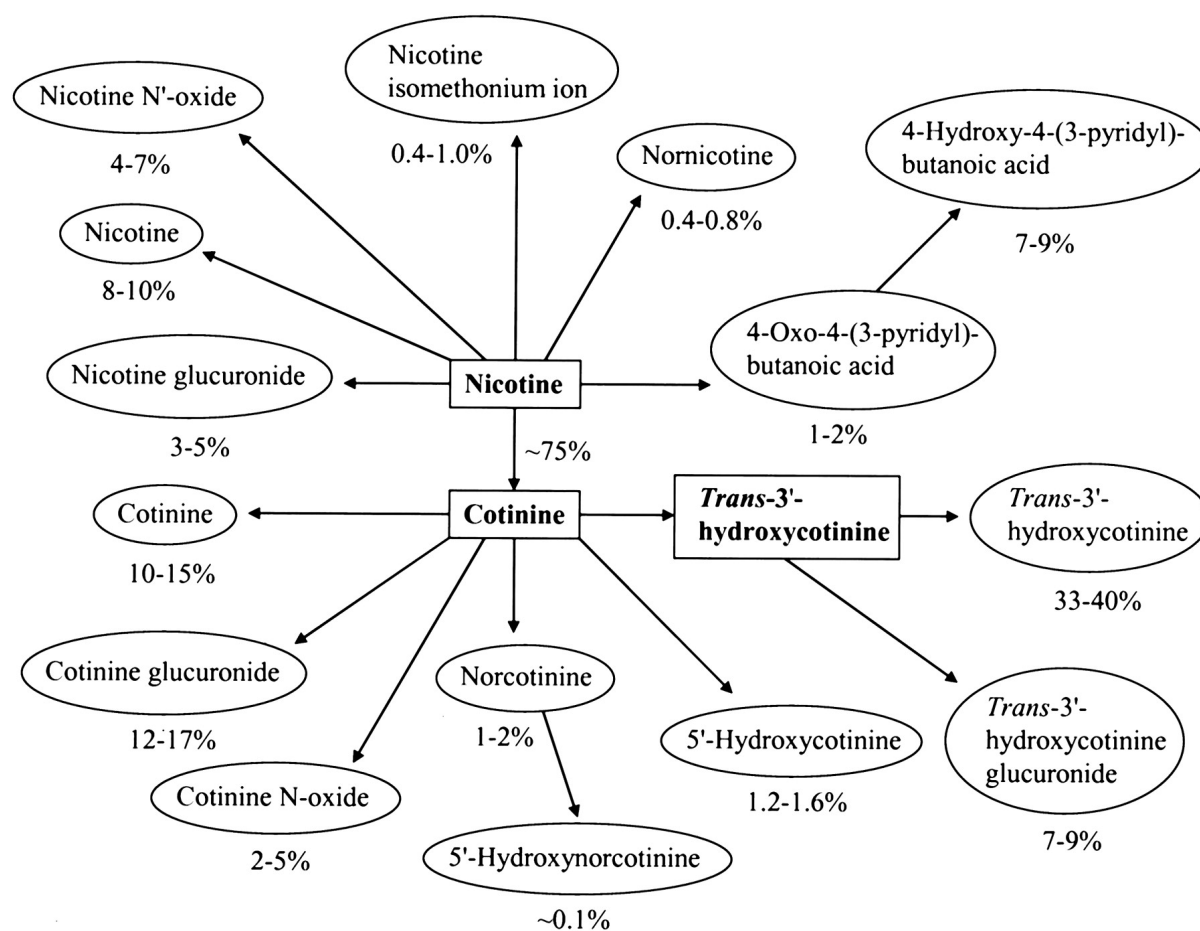 Nicotine
isomethonium ion
0.4-1.0%
Nicotine N'-oxide
4-7%
Nornicotine
0.4-0.8%
4-Hydroxy-4-(3-pyridyl)-
butanoic acid
7-9%
Nicotine
8-10%
4-Oxo-4-(3-pyridyl)-
butanoic acid
1-2%
Nicotine glucuronide
3-5%
Nicotine
~75%
Cotinine
10-15%
Cotinine
Trans-3'-
hydroxycotinine
Trans-3'-
hydroxycotinine
33-40%
Cotinine glucuronide
12-17%
Norcotinine
1-2%
5'-Hydroxycotinine
1.2-1.6%
Trans-3'-
hydroxycotinine
glucuronide
7-9%
Cotinine N-oxide
2-5%
5'-Hydroxynorcotinine
~0.1%